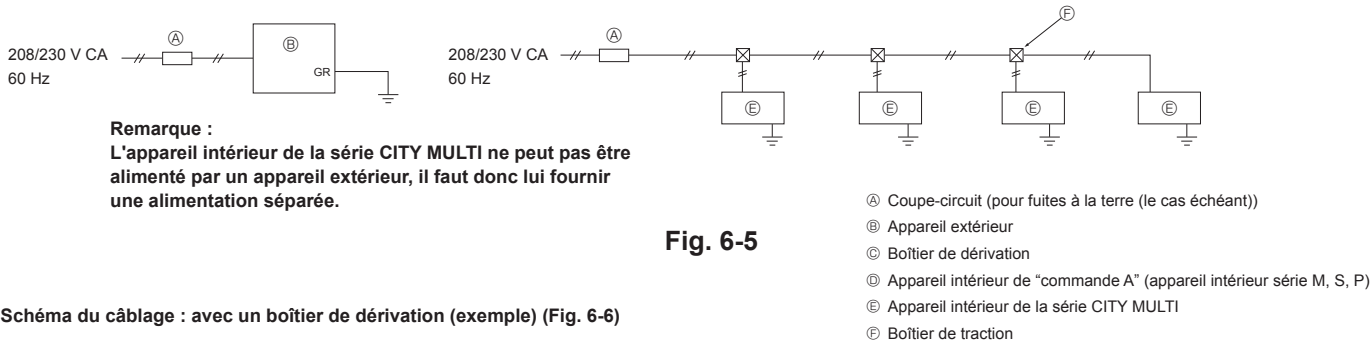 208/230 V CA
60 Hz
Ⓐ
Ⓑ
GR
208/230 V CA
60 Hz
Ⓐ
Ⓕ
Ⓔ
Ⓔ
Ⓔ
Ⓔ
Remarque :
L'appareil intérieur de la série CITY MULTI ne peut pas être
alimenté par un appareil extérieur, il faut donc lui fournir
une alimentation séparée.
Fig. 6-5
Ⓐ Coupe-circuit (pour fuites à la terre (le cas échéant))
Ⓑ Appareil extérieur
Ⓒ Boîtier de dérivation
Ⓓ Appareil intérieur de “commande A” (appareil intérieur série M, S, P)
Ⓔ Appareil intérieur de la série CITY MULTI
Ⓕ Boîtier de traction
Schéma du câblage : avec un boîtier de dérivation (exemple) (Fig. 6-6)